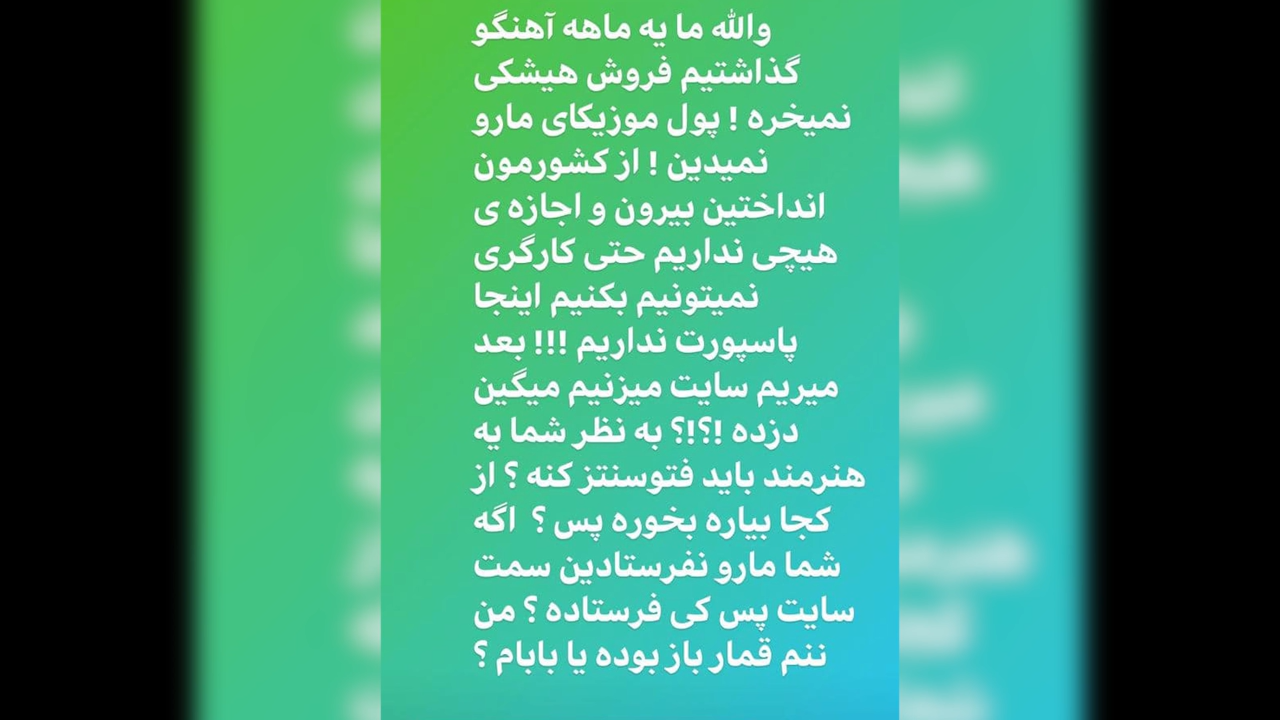 والله ما یه ماهه آهنگو
گذاشتیم فروش هیشکی
نمیخره ! پول موزیکای مارو
نمیدین ! از کشورمون
انداختین بیرون و اجازه ی
هیچی نداریم حتی کارگری
نمیتونیم بکنیم اینجا
پاسپورت نداریم !!! بعد
میریم سایت میزنیم میگین
دزده !؟!؟ به نظر شما یه
هنرمند باید فتوسنتز کنه ؟ از
کجا بیاره بخوره پس ؟ اگه
شما مارو نفرستادین سمت
سایت پس کی فرستاده ؟ من
ننم قمار باز بوده یا بابام ؟